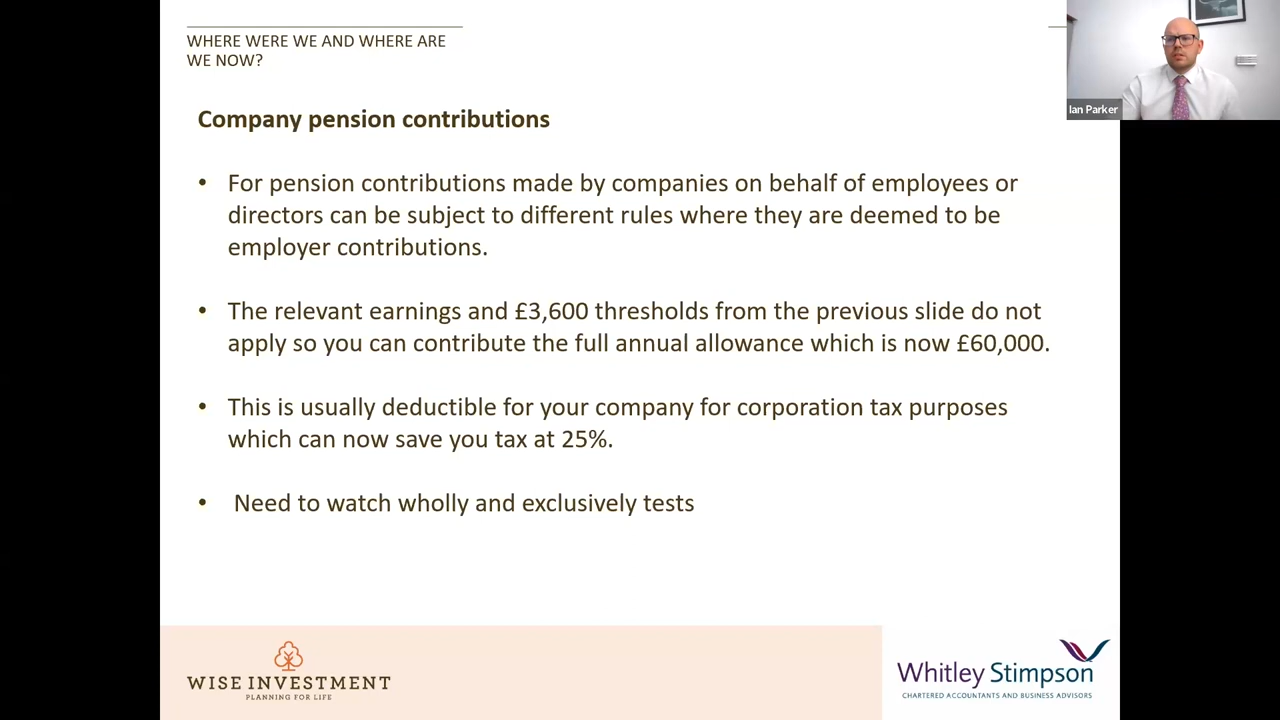 WHERE WERE WE AND WHERE ARE
WE NOW?
Ian Parker
Company pension contributions
• For pension contributions made by companies on behalf of employees or
directors can be subject to different rules where they are deemed to be
employer contributions.
• The relevant earnings and £3,600 thresholds from the previous slide do not
apply so you can contribute the full annual allowance which is now £60,000.
• This is usually deductible for your company for corporation tax purposes
which can now save you tax at 25%.
• Need to watch wholly and exclusively tests
WISE INVESTMENT
PLANNING FOR LIFE
Whitley Stimpson
CHARTERED ACCOUNTANTS AND BUSINESS ADVISORS